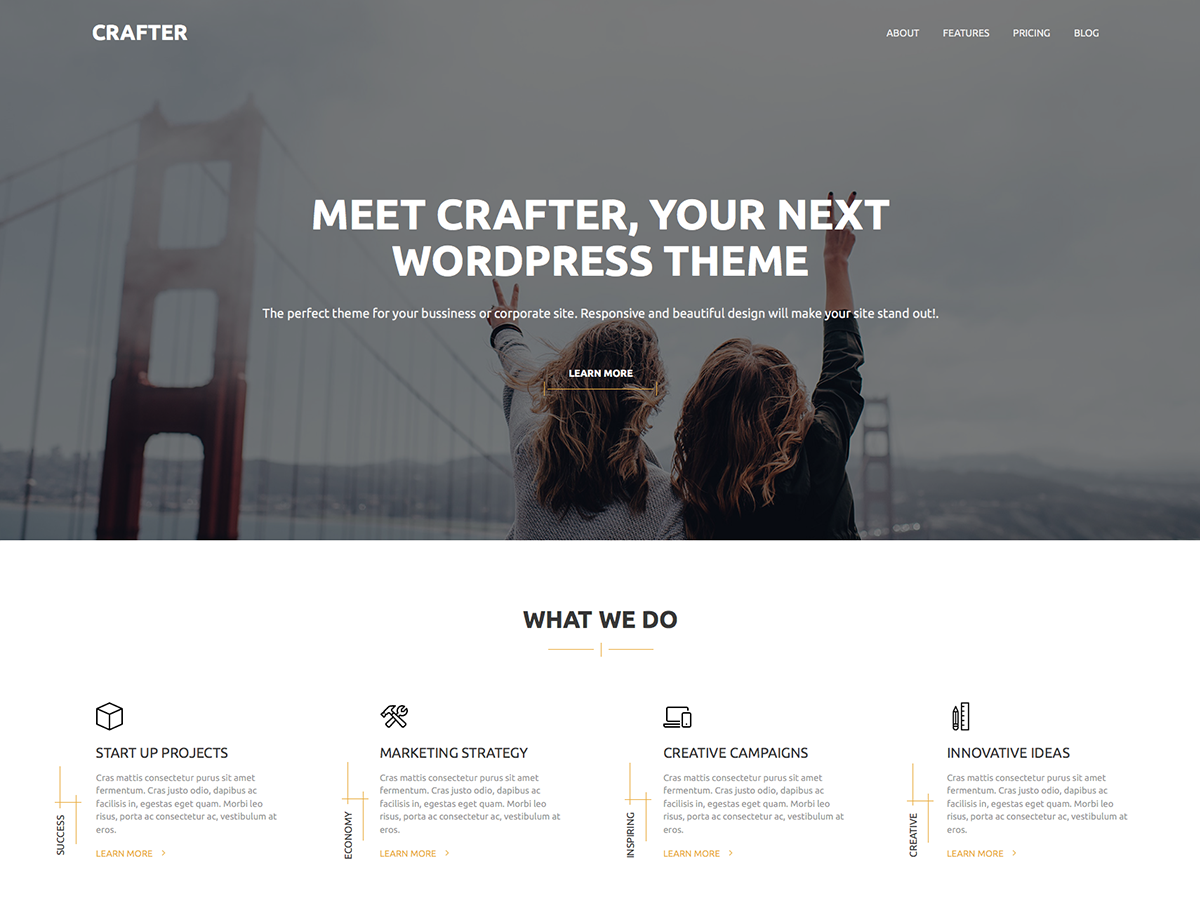 CRAFTER
ABOUT FEATURES PRICING BLOG
MEET CRAFTER, YOUR NEXT
WORDPRESS THEME
The perfect theme for your bussiness or corporate site. Responsive and beautiful design will make your site stand out!.
LEARN MORE
WHAT WE DO
SUCCESS
START UP PROJECTS
Cras mattis consectetur purus sit amet
fermentum. Cras justo odio, dapibus ac
facilisis in, egestas eget quam. Morbi leo
risus, porta ac consectetur ac, vestibulum at
eros.
LEARN MORE
ECONOMY
MARKETING STRATEGY
Cras mattis consectetur purus sit amet
fermentum. Cras justo odio, dapibus ac
facilisis in, egestas eget quam. Morbi leo
risus, porta ac consectetur ac, vestibulum at
eros.
LEARN MORE
INSPIRING
CREATIVE CAMPAIGNS
Cras mattis consectetur purus sit amet
fermentum. Cras justo odio, dapibus ac
facilisis in, egestas eget quam. Morbi leo
risus, porta ac consectetur ac, vestibulum at
eros.
LEARN MORE
CREATIVE
INNOVATIVE IDEAS
Cras mattis consectetur purus sit amet
fermentum. Cras justo odio, dapibus ac
facilisis in, egestas eget quam. Morbi leo
risus, porta ac consectetur ac, vestibulum at
eros.
LEARN MORE